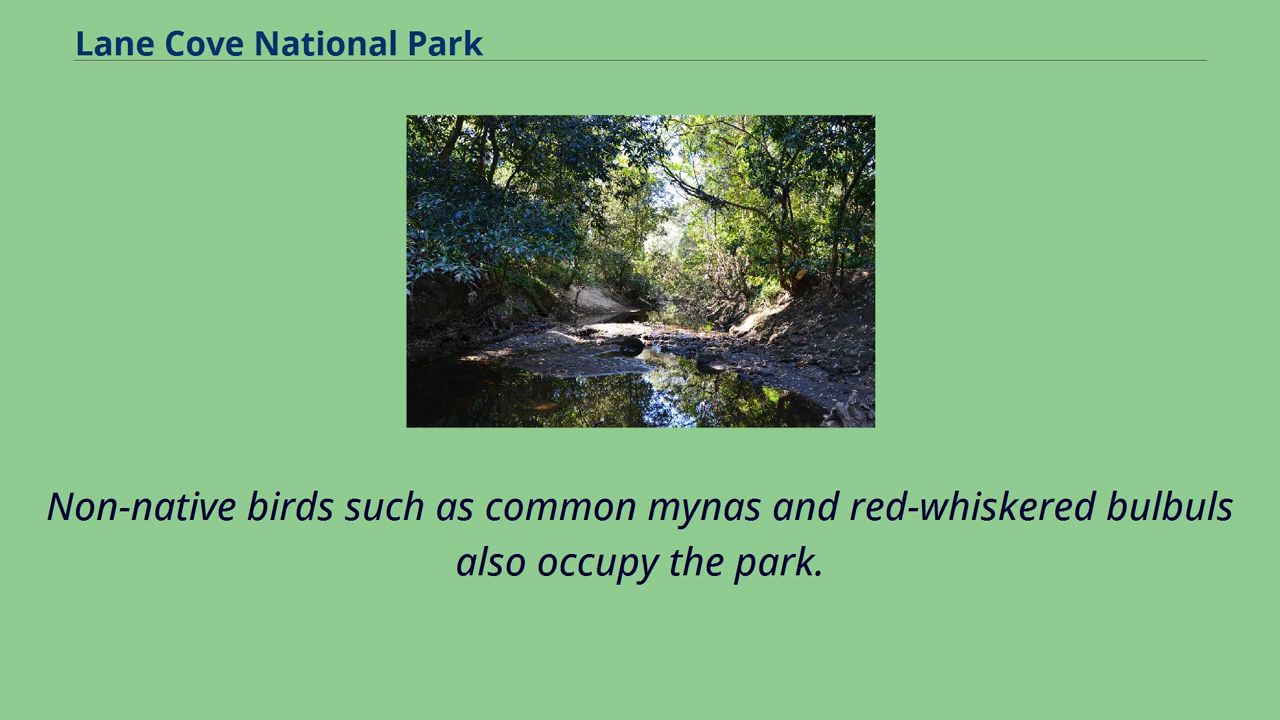 Lane Cove National Park
Non-native birds such as common mynas and red-whiskered bulbuls
also occupy the park.